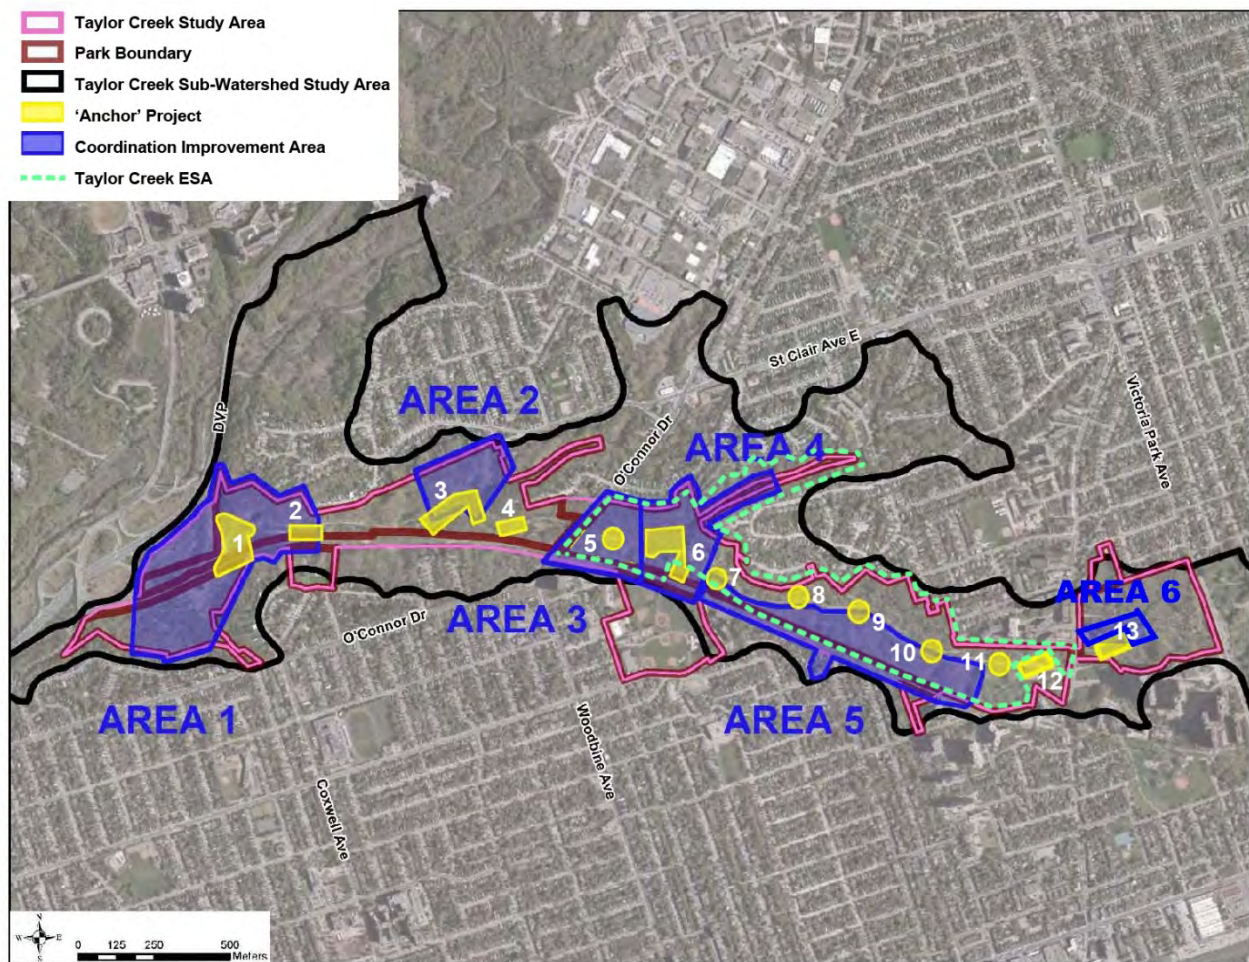 Taylor Creek Study Area
Park Boundary
Taylor Creek Sub-Watershed Study Area
‘Anchor’ Project
Coordination Improvement Area
Taylor Creek ESA
St Clair Ave E
Victoria Park Ave
DVP
AREA 2
O'Connor Dr
AREA 4
3
2
4
1
5
6
7
8
AREA 6
9
O'Connor Dr
AREA 3
13
10
11
12
AREA 1
AREA 5
Woodbine Ave
Coxwell Ave
N
W
E
S
0 125 250 500
Meters